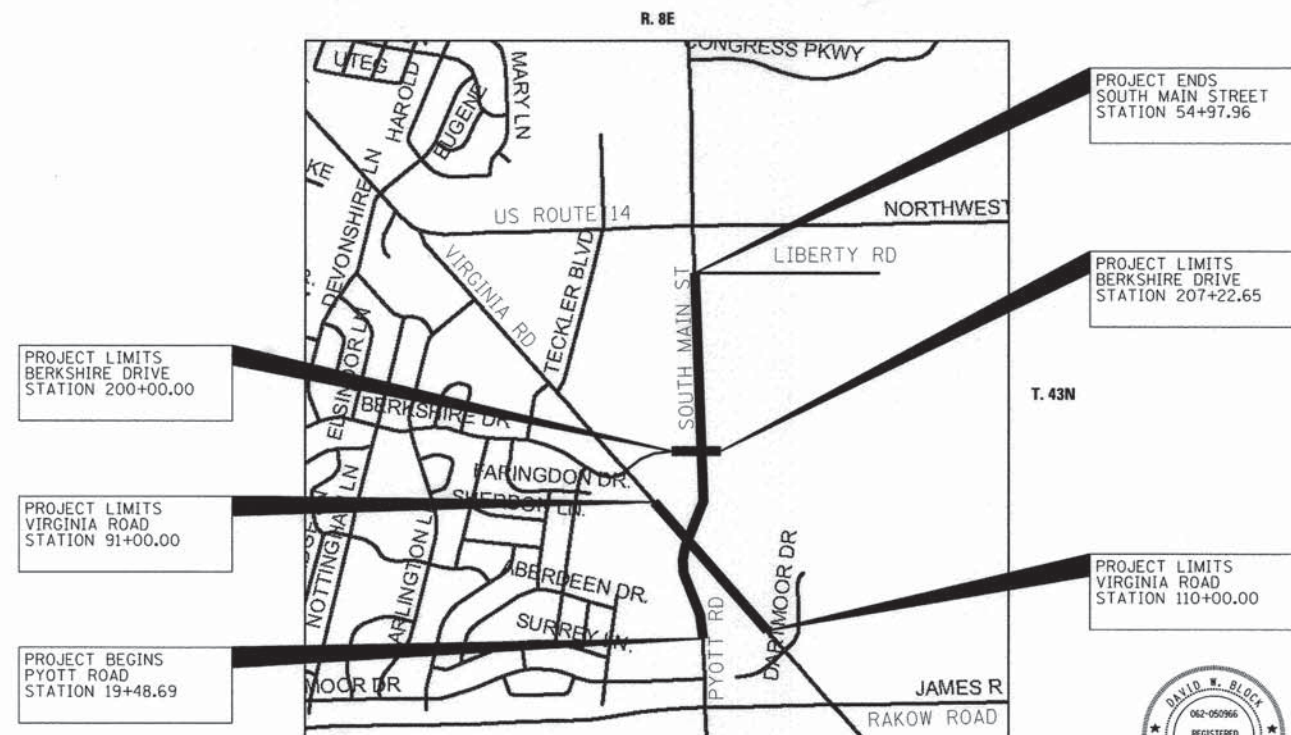 R. 8E
CONGRESS PKWY
UTEG
HAROLD
EUGENE
MARY LN
PROJECT ENDS
SOUTH MAIN STREET
STATION 54+97.96
KE
DEVONSHIRE LN
US ROUTE 14
NORTHWEST
VIRGINIA RD
TECKLER BLVD
SOUTH MAIN ST
LIBERTY RD
PROJECT LIMITS
BERKSHIRE DRIVE
STATION 207+22.65
PROJECT LIMITS
BERKSHIRE DRIVE
STATION 200+00.00
ELSINOOR LN
BERKSHIRE DR
T. 43N
FARINGDON DR.
PROJECT LIMITS
VIRGINIA ROAD
STATION 91+00.00
NOTTINGHAM LN
ARLINGTON L
ABERDEEN DR.
DARTMOOR DR
PROJECT LIMITS
VIRGINIA ROAD
STATION 110+00.00
SURREY LN.
PYOTT RD
PROJECT BEGINS
PYOTT ROAD
STATION 19+48.69
MOOR DR
JAMES R
RAKOW ROAD
DAVID W. BLOCK
062-050966
REGISTERED